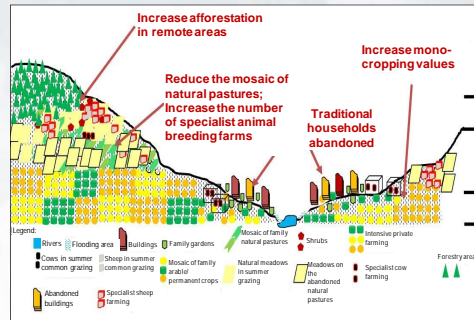 Increase afforestation
in remote areas
Increase mono-
cropping values
Reduce the mosaic of
natural pastures;
Increase the number
of specialist animal
breeding farms
Traditional
households
abandoned
Legend:
Rivers
Flooding area
Buildings
Family gardens
Mosaic of family
natural pastures
Shrubs
Intensive private
farming
Cows in summer
common grazing
Sheep in summer
common grazing
Mosaic of family
arable/
permanent crops
Natural meadows
in summer
grazing
Meadows on
the
abandoned
natural
pastures
Specialist cow
farming
Forestry area
Abandoned
buildings
Specialist sheep
farming